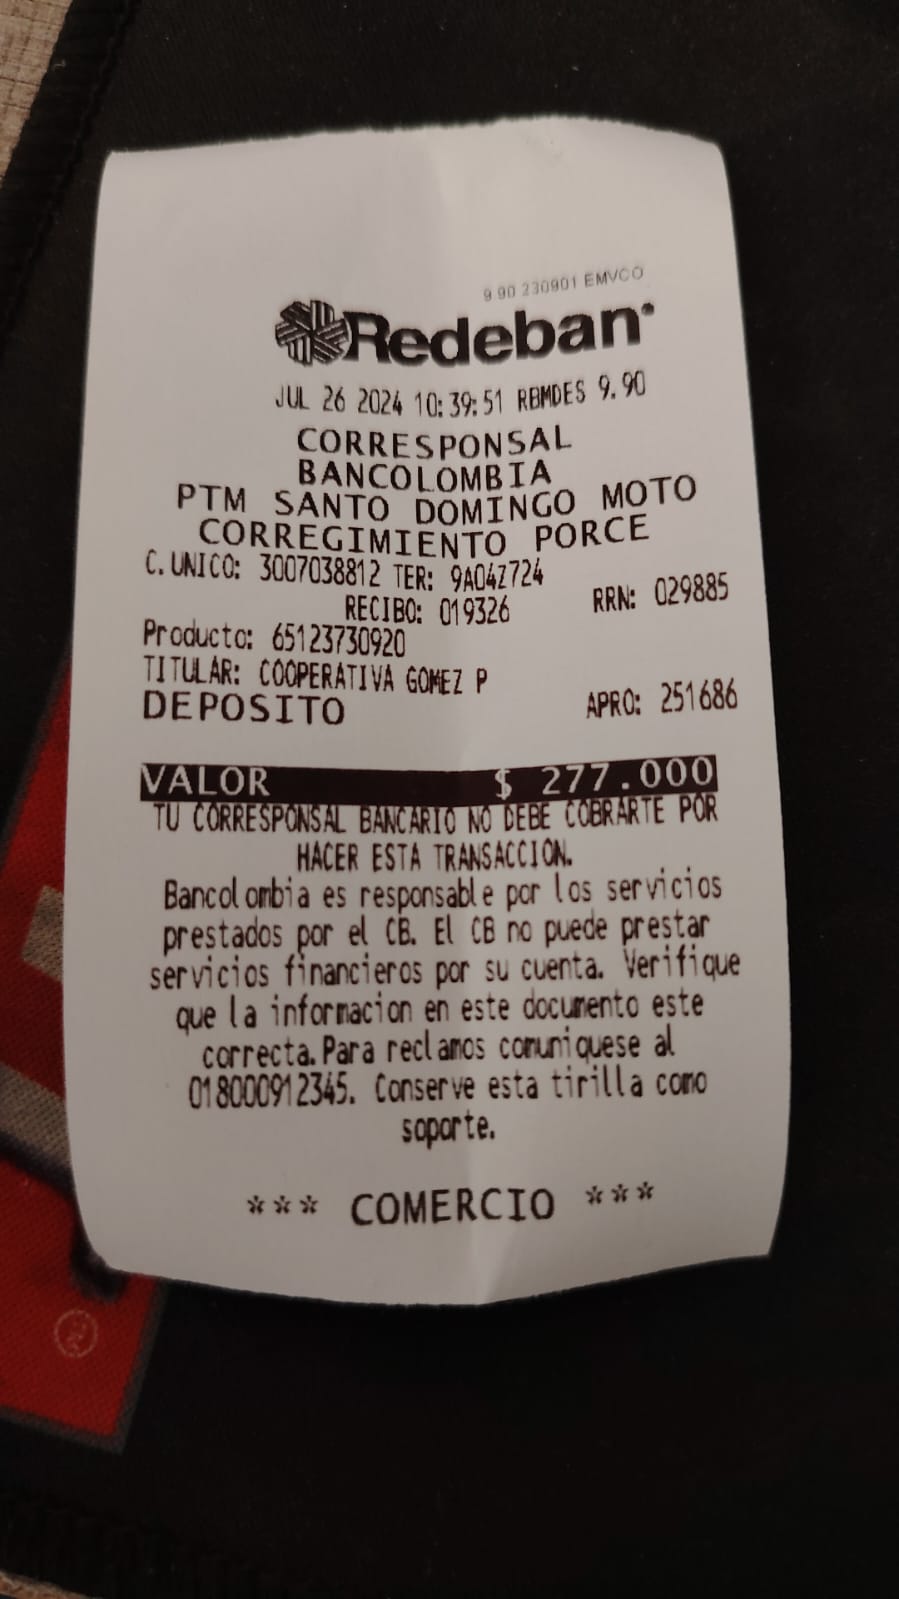 9.90 230901 EMVCO
Redeban
JUL 26 2024 10:39:51 RBMDES 9.90
CORRESPONSAL
BANCOLOMBIA
PTM SANTO DOMINGO MOTO
CORREGIMIENTO PORCE
C. UNICO: 3007038812 TER: 9A04Z724
RECIBO: 019326 RRN: 029885
Producto: 65123730920
TITULAR: COOPERATIVA GOMEZ P
DEPOSITO APRO: 251686
VALOR $ 277.000
TU CORRESPONSAL BANCARIO NO DEBE COBRARTE POR
HACER ESTA TRANSACCION.
Bancolombia es responsable por los servicios
prestados por el CB. El CB no puede prestar
servicios financieros por su cuenta. Verifique
que la informacion en este documento este
correcta. Para reclamos comuniquese al
018000912345. Conserve esta tirilla como
soporte.
*** COMERCIO ***
®